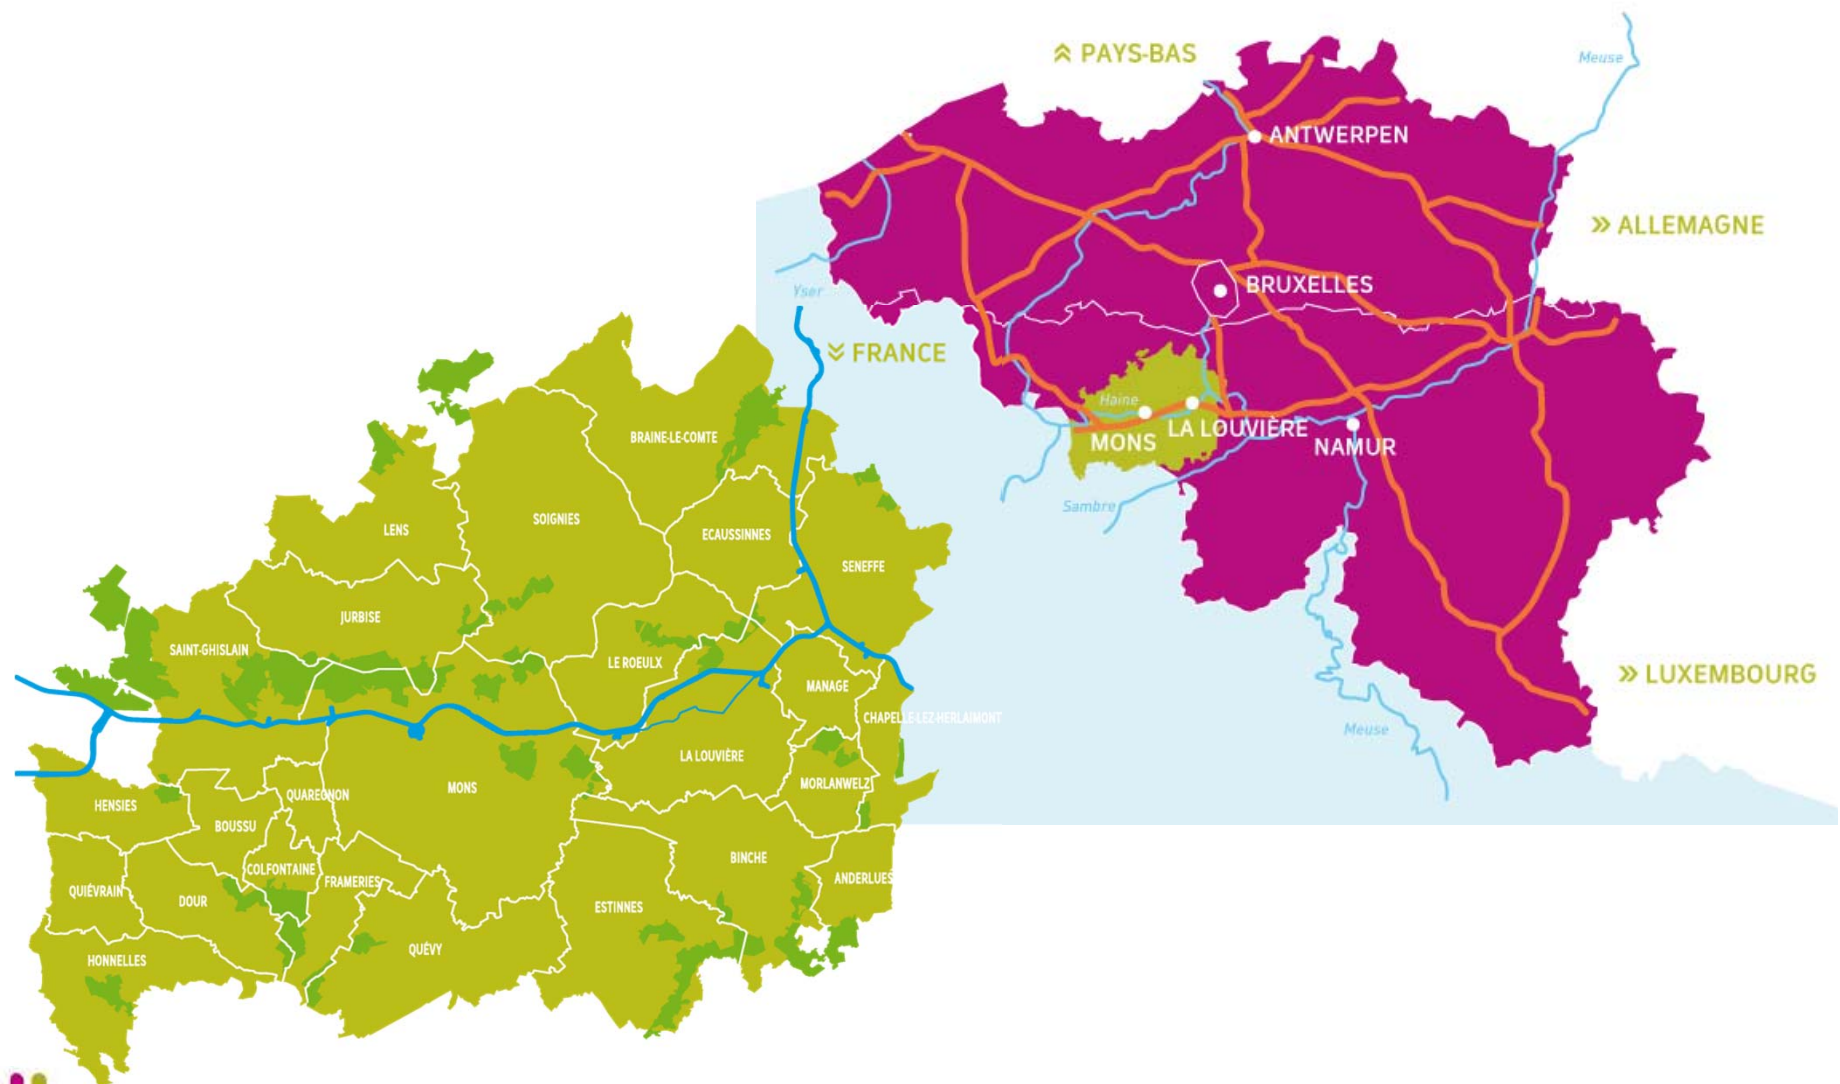 PAYS-BAS
Meuse
ANTWERPEN
ALLEMAGNE
BRUXELLES
Yser
FRANCE
Haine
LA LOUVIÈRE
MONS
NAMUR
Sambre
LUXEMBOURG
Meuse
BRAINE-LE-COMTE
SOIGNIES
LENS
ECAUSSINNES
SENEFFE
JURBISE
SAINT-GHISLAIN
LE ROEULX
MANAGE
CHAPELLE-LEZ-HERLAIMONT
LA LOUVIÈRE
MORLANWELZ
MONS
QUAREGNON
HENSIES
BOUSSU
BINCHE
COLFONTAINE
FRAMERIES
ANDERLUES
QUIÉVRAIN
DOUR
ESTINNES
QUÉVY
HONNELLES